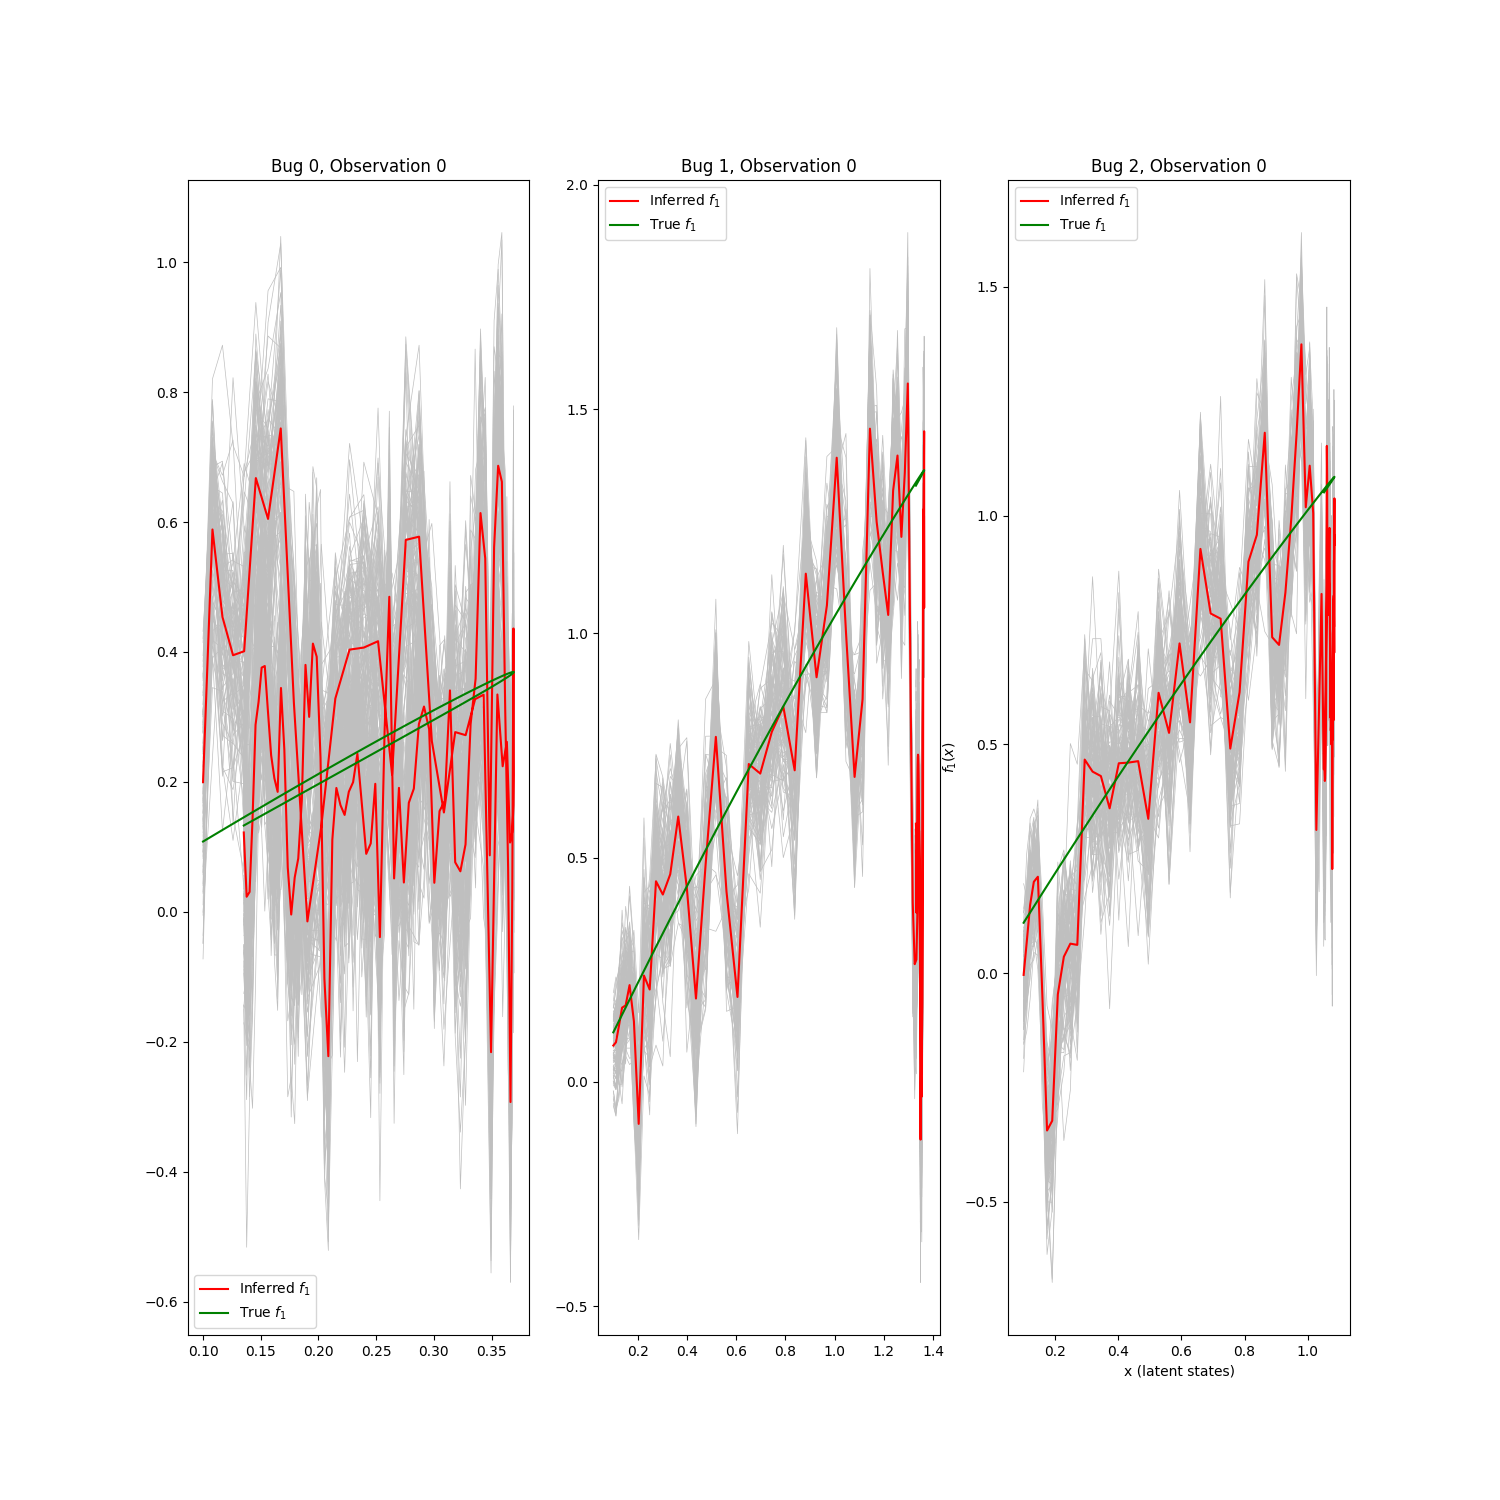 Bug 0, Observation 0
1.0
0.8
0.6
0.4
0.2
0.0
−0.2
−0.4
−0.6
Inferred f₁
True f₁
0.10 0.15 0.20 0.25 0.30 0.35
Bug 1, Observation 0
Inferred f₁
True f₁
2.0
1.5
1.0
0.5
0.0
−0.5
0.2 0.4 0.6 0.8 1.0 1.2 1.4
Bug 2, Observation 0
Inferred f₁
True f₁
f₁(x)
1.5
1.0
0.5
0.0
−0.5
0.2 0.4 0.6 0.8 1.0
x (latent states)